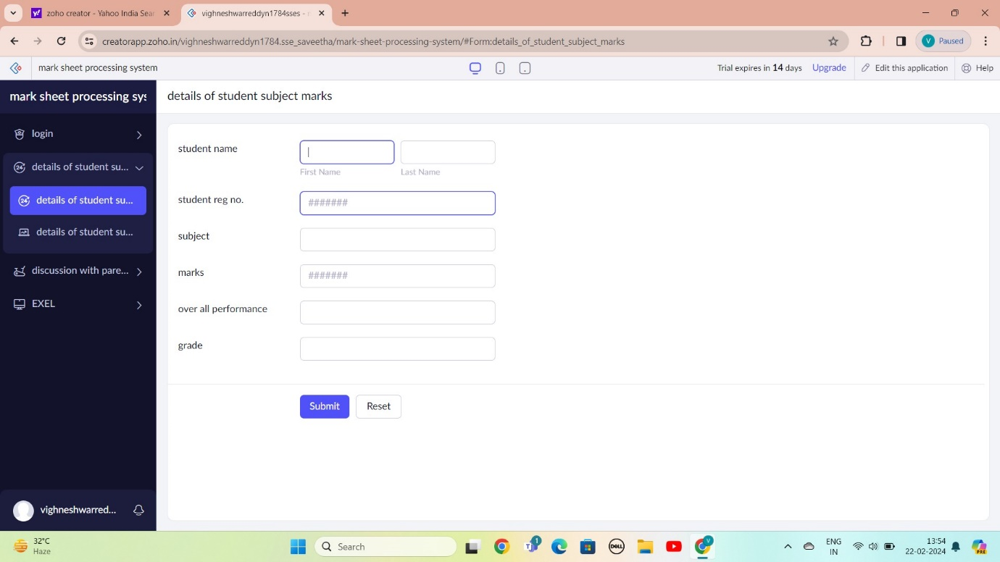 zoho creator - Yahoo India Sear
vighneshwarreddyn1784sses -
creatorapp.zoho.in/vighneshwarreddyn1784.sse_saveetha/mark-sheet-processing-system/#Form:details_of_student_subject_marks
V Paused
mark sheet processing system
Trial expires in 14 days Upgrade
Edit this application
Help
mark sheet processing sys
login
details of student su...
details of student su...
details of student su...
discussion with pare...
EXEL
vighneshwarred...
details of student subject marks
student name
First Name
Last Name
student reg no.
#######
subject
marks
#######
over all performance
grade
Submit
Reset
32°C
Haze
Search
1
DELL
V
ENG
IN
13:54
22-02-2024
PRE